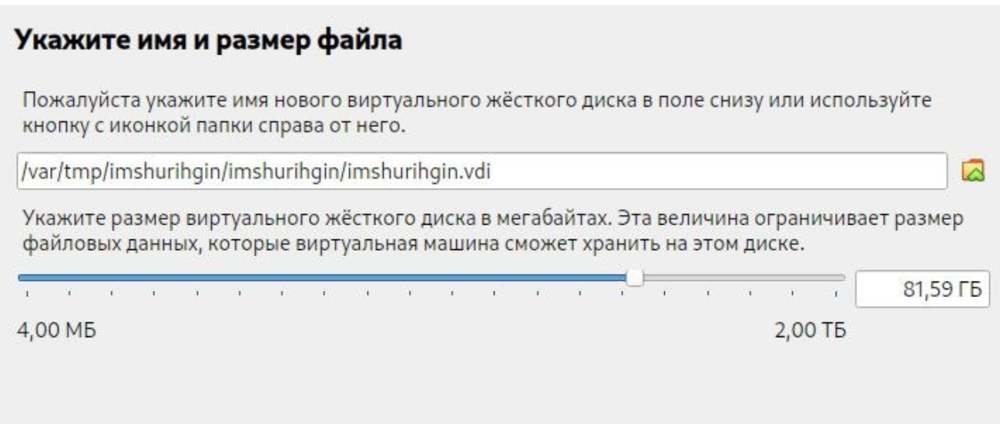 Укажите имя и размер файла
Пожалуйста укажите имя нового виртуального жёсткого диска в поле снизу или используйте
кнопку с иконкой папки справа от него.
/var/tmp/imshurihgin/imshurihgin/imshurihgin.vdi
Укажите размер виртуального жёсткого диска в мегабайтах. Эта величина ограничивает размер
файловых данных, которые виртуальная машина сможет хранить на этом диске.
81,59 ГБ
4,00 МБ
2,00 ТБ